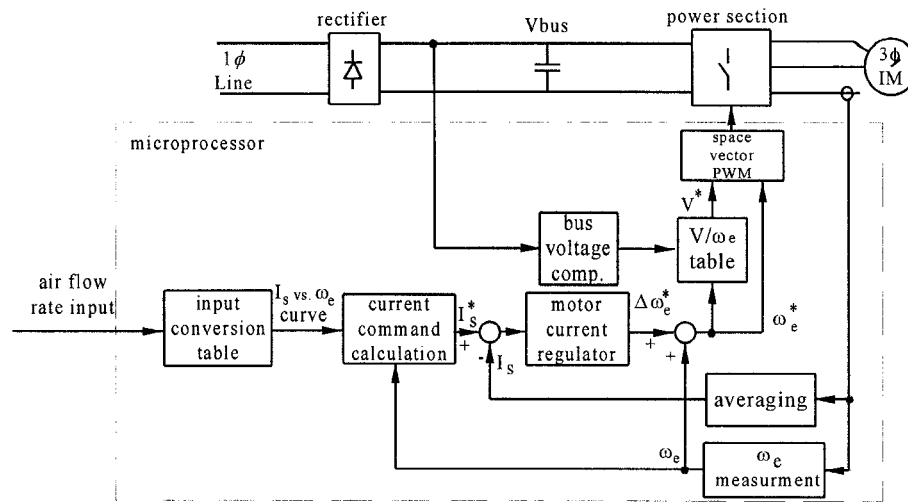 rectifier
Vbus
power section
1ϕ
Line
3ϕ
IM
microprocessor
space
vector
PWM
V*
bus
voltage
comp.
V/ωe
table
air flow
rate input
input
conversion
table
Is vs. ωe
curve
current
command
calculation
Is*
+
-
Is
motor
current
regulator
Δωe*
+
+
ωe*
averaging
ωe
ωe
measurment